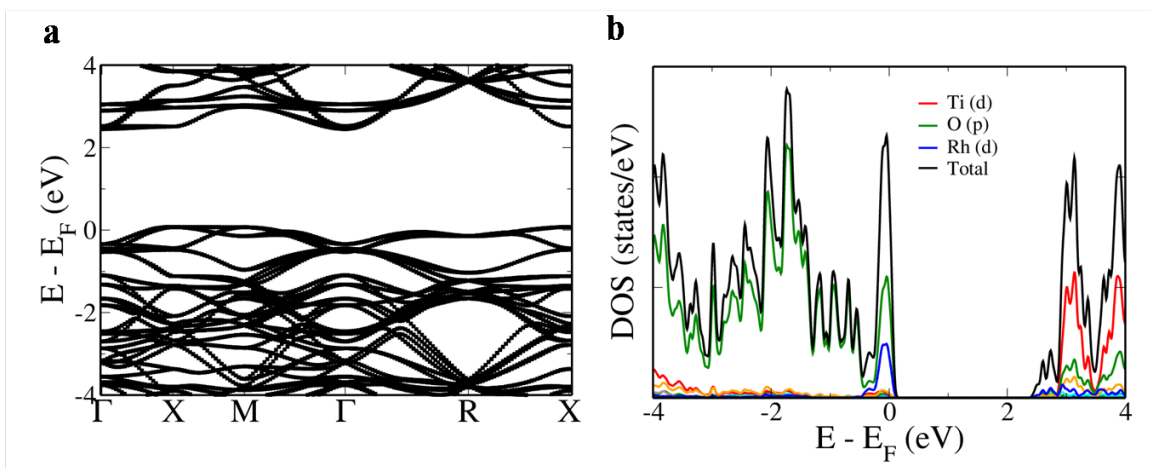 a
b
4
2
0
-2
-4
E - E_F (eV)
Γ X M Γ R X
DOS (states/eV)
Ti (d)
O (p)
Rh (d)
Total
-4 -2 0 2 4
E - E_F (eV)